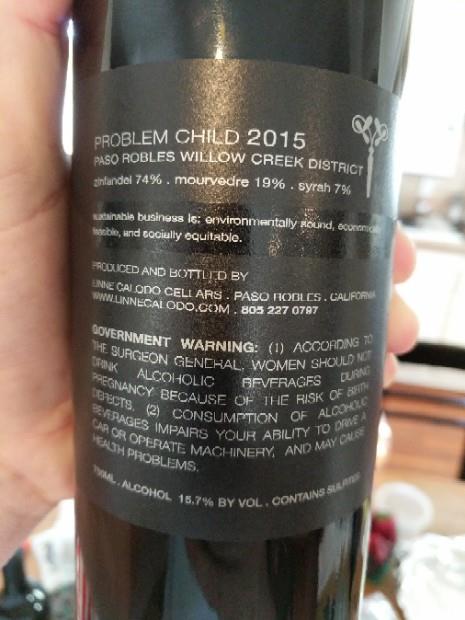 PROBLEM CHILD 2015
PASO ROBLES WILLOW CREEK DISTRICT
zinfandel 74% . mourvedre 19% . syrah 7%
sustainable business is: environmentally sound, economically
feasible, and socially equitable.
PRODUCED AND BOTTLED BY
LINNE CALODO CELLARS . PASO ROBLES . CALIFORNIA
WWW.LINNECALODO.COM . 805 227 0797
GOVERNMENT WARNING: (1) ACCORDING TO
THE SURGEON GENERAL, WOMEN SHOULD NOT
DRINK ALCOHOLIC BEVERAGES DURING
PREGNANCY BECAUSE OF THE RISK OF BIRTH
DEFECTS. (2) CONSUMPTION OF ALCOHOLIC
BEVERAGES IMPAIRS YOUR ABILITY TO DRIVE A
CAR OR OPERATE MACHINERY, AND MAY CAUSE
HEALTH PROBLEMS.
750ML . ALCOHOL 15.7% BY VOL . CONTAINS SULFITES